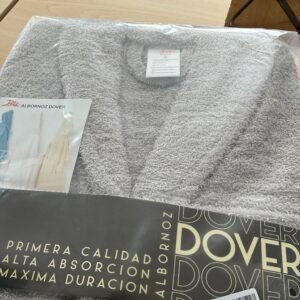 ALBORNOZ DOVER
PRIMERA CALIDAD
ALTA ABSORCION
MAXIMA DURACION
ALBORNOZ
DOVER
DOVER
DOVER